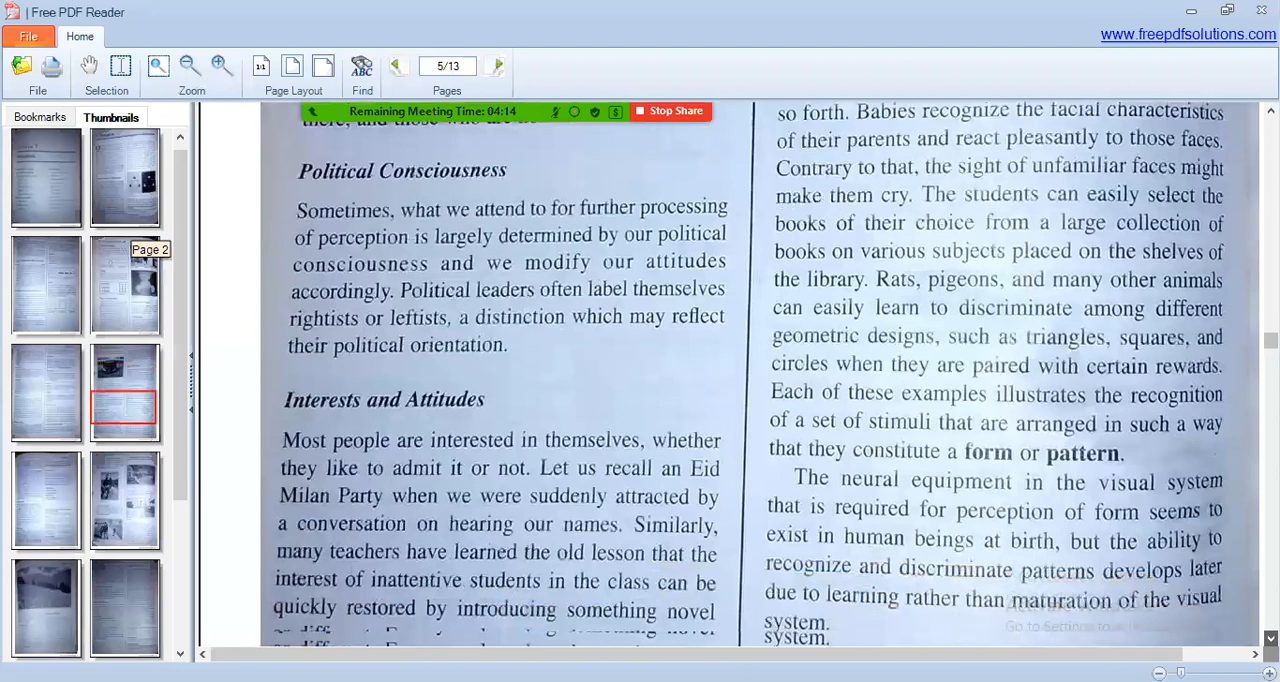 | Free PDF Reader
File
Home
www.freepdfsolutions.com
1/1
ABC
5/13
File
Selection
Zoom
Page Layout
Find
Pages
Bookmarks
Thumbnails
Page 2
Remaining Meeting Time: 04:14
Stop Share
Political Consciousness
Sometimes, what we attend to for further processing
of perception is largely determined by our political
consciousness and we modify our attitudes
accordingly. Political leaders often label themselves
rightists or leftists, a distinction which may reflect
their political orientation.
Interests and Attitudes
Most people are interested in themselves, whether
they like to admit it or not. Let us recall an Eid
Milan Party when we were suddenly attracted by
a conversation on hearing our names. Similarly,
many teachers have learned the old lesson that the
interest of inattentive students in the class can be
quickly restored by introducing something novel
so forth. Babies recognize the facial characteristics
of their parents and react pleasantly to those faces.
Contrary to that, the sight of unfamiliar faces might
make them cry. The students can easily select the
books of their choice from a large collection of
books on various subjects placed on the shelves of
the library. Rats, pigeons, and many other animals
can easily learn to discriminate among different
geometric designs, such as triangles, squares, and
circles when they are paired with certain rewards.
Each of these examples illustrates the recognition
of a set of stimuli that are arranged in such a way
that they constitute a form or pattern.
The neural equipment in the visual system
that is required for perception of form seems to
exist in human beings at birth, but the ability to
recognize and discriminate patterns develops later
due to learning rather than maturation of the visual
system.
system.
Go to Settings to